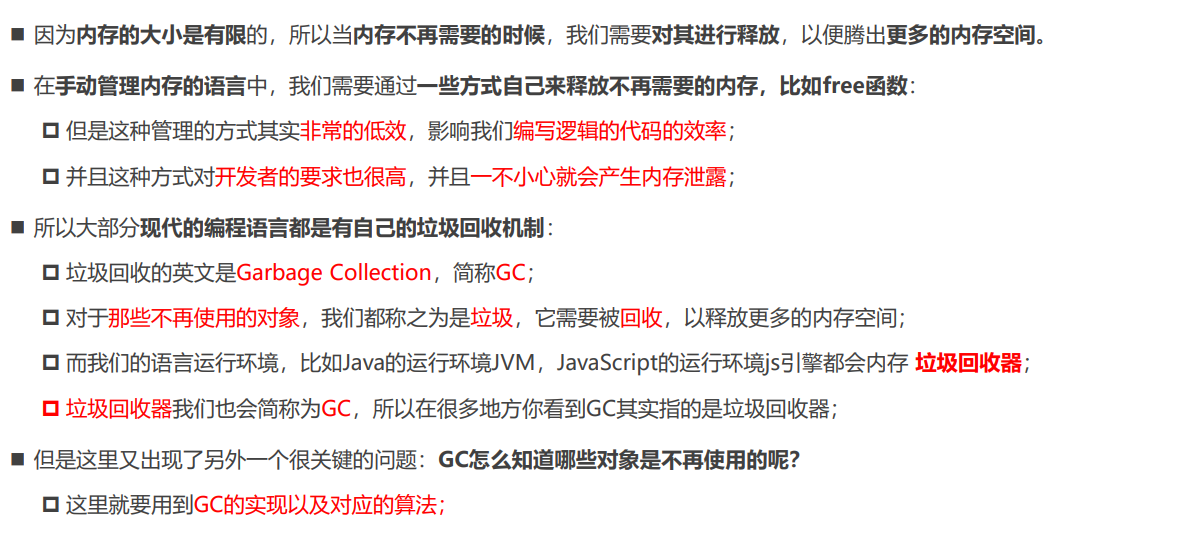 因为内存的大小是有限的，所以当内存不再需要的时候，我们需要对其进行释放，以便腾出更多的内存空间。
在手动管理内存的语言中，我们需要通过一些方式自己来释放不再需要的内存，比如free函数：
但是这种管理的方式其实非常的低效，影响我们编写逻辑的代码的效率；
并且这种方式对开发者的要求也很高，并且一不小心就会产生内存泄露；
所以大部分现代的编程语言都是有自己的垃圾回收机制：
垃圾回收的英文是Garbage Collection，简称GC；
对于那些不再使用的对象，我们都称之为是垃圾，它需要被回收，以释放更多的内存空间；
而我们的语言运行环境，比如Java的运行环境JVM，JavaScript的运行环境js引擎都会内存 垃圾回收器；
垃圾回收器我们也会简称为GC，所以在很多地方你看到GC其实指的是垃圾回收器；
但是这里又出现了另外一个很关键的问题：GC怎么知道哪些对象是不再使用的呢？
这里就要用到GC的实现以及对应的算法；